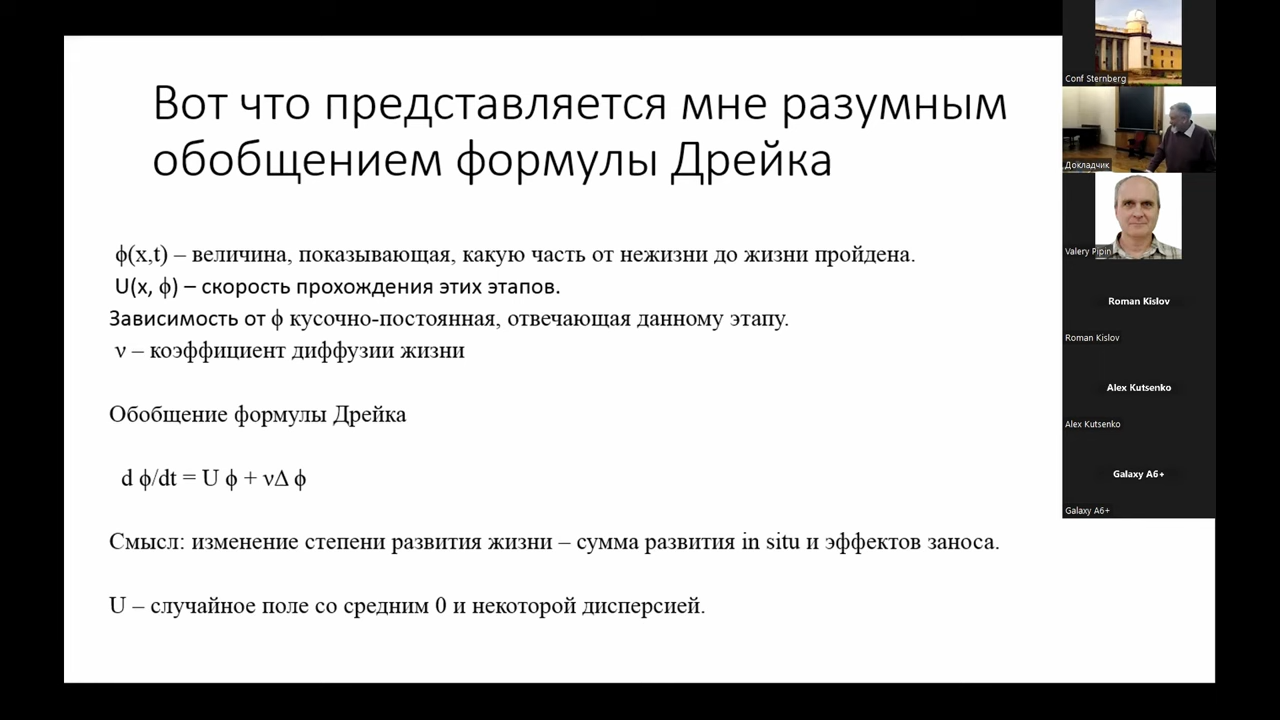 Вот что представляется мне разумным
обобщением формулы Дрейка
ϕ(x,t) – величина, показывающая, какую часть от нежизни до жизни пройдена.
U(x, ϕ) – скорость прохождения этих этапов.
Зависимость от ϕ кусочно-постоянная, отвечающая данному этапу.
ν – коэффициент диффузии жизни
Обобщение формулы Дрейка
d ϕ/dt = U ϕ + νΔ ϕ
Смысл: изменение степени развития жизни – сумма развития in situ и эффектов заноса.
U – случайное поле со средним 0 и некоторой дисперсией.
Conf Sternberg
Докладчик
Valery Pipin
Roman Kislov
Roman Kislov
Alex Kutsenko
Alex Kutsenko
Galaxy A6+
Galaxy A6+